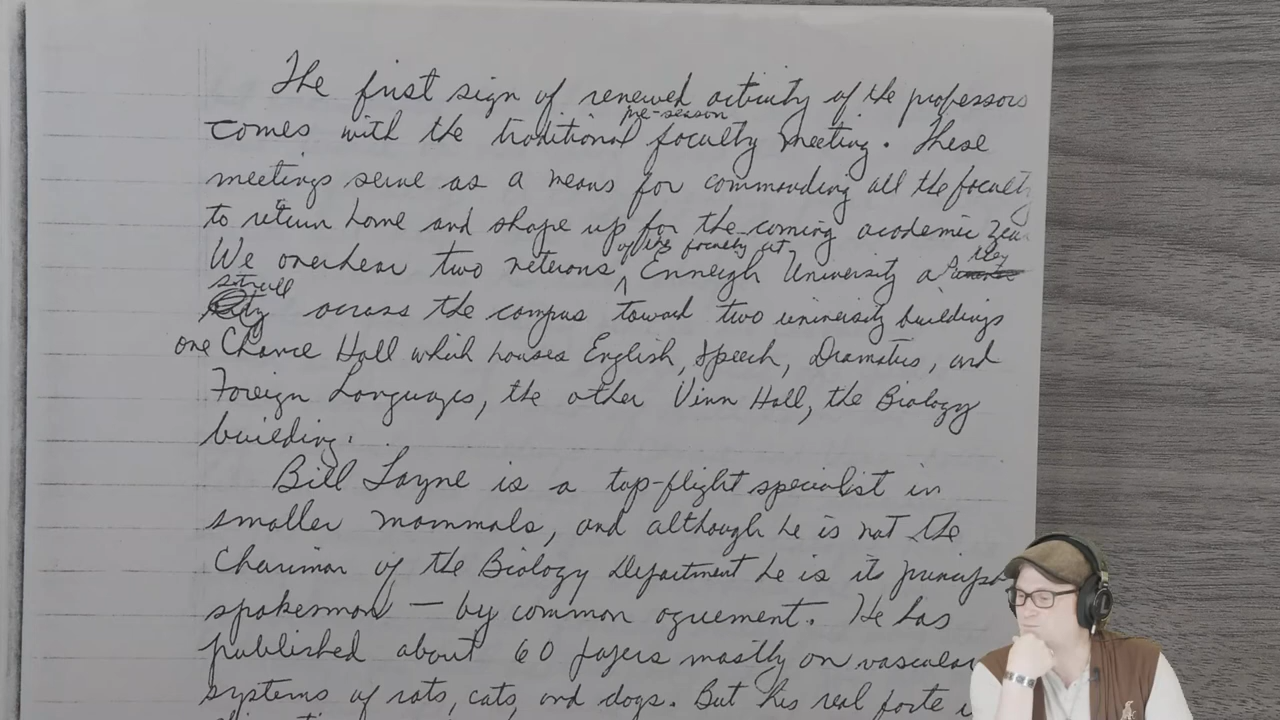 The first sign of renewed activity of the professors
pre-season
comes with the traditional faculty meeting. These
meetings serve as a means for commanding all the faculty
to return home and shape up for the coming academic
of the faculty at
We overhear two veterans ^ Enneigh University as they
stroll
across the campus toward two university buildings
one Chance Hall which houses English, Speech, Dramatics, and
Foreign Languages, the other Vinn Hall, the Biology
building.
Bill Layne is a top-flight specialist in
smaller mammals, and although he is not the
Chairman of the Biology Department he is its
spokesman — by common agreement. He has
published about 60 papers mostly on vascular
systems of rats, cats, and dogs. But his real forte